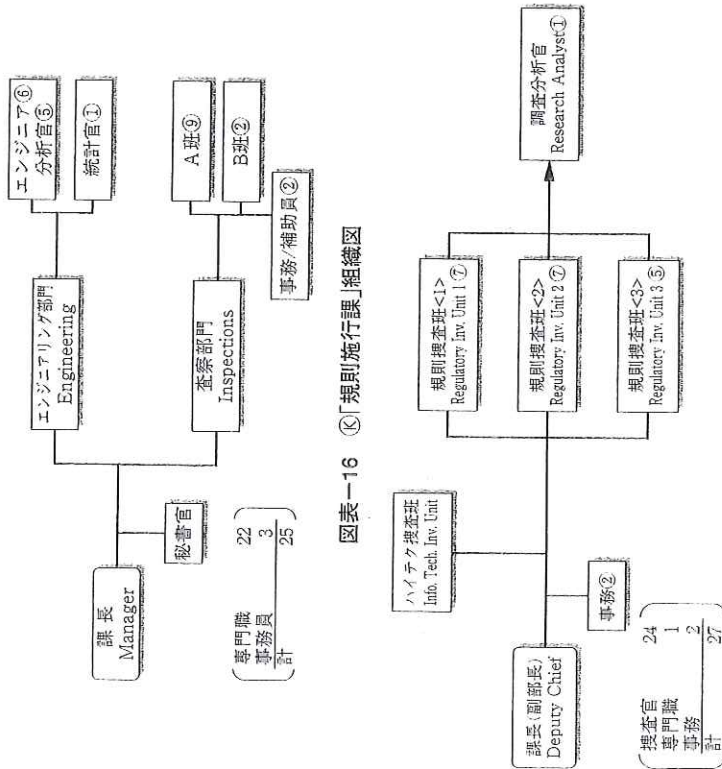 課 長
Manager
秘書官
エンジニアリング部門
Engineering
エンジニア⑥
分析官⑤
統計官①
査察部門
Inspections
A班⑨
B班②
事務/補助員②
専門職 22
事務員 3
計 25
図表－16 Ⓚ「規則施行課」組織図
課長(副部長)
Deputy Chief
事務②
ハイテク捜査班
Info. Tech. Inv. Unit
規則捜査班<1>
Regulatory Inv. Unit 1⑦
規則捜査班<2>
Regulatory Inv. Unit 2⑦
規則捜査班<3>
Regulatory Inv. Unit 3⑤
調査分析官
Research Analyst①
捜査官 24
専門職 1
事務 2
計 27